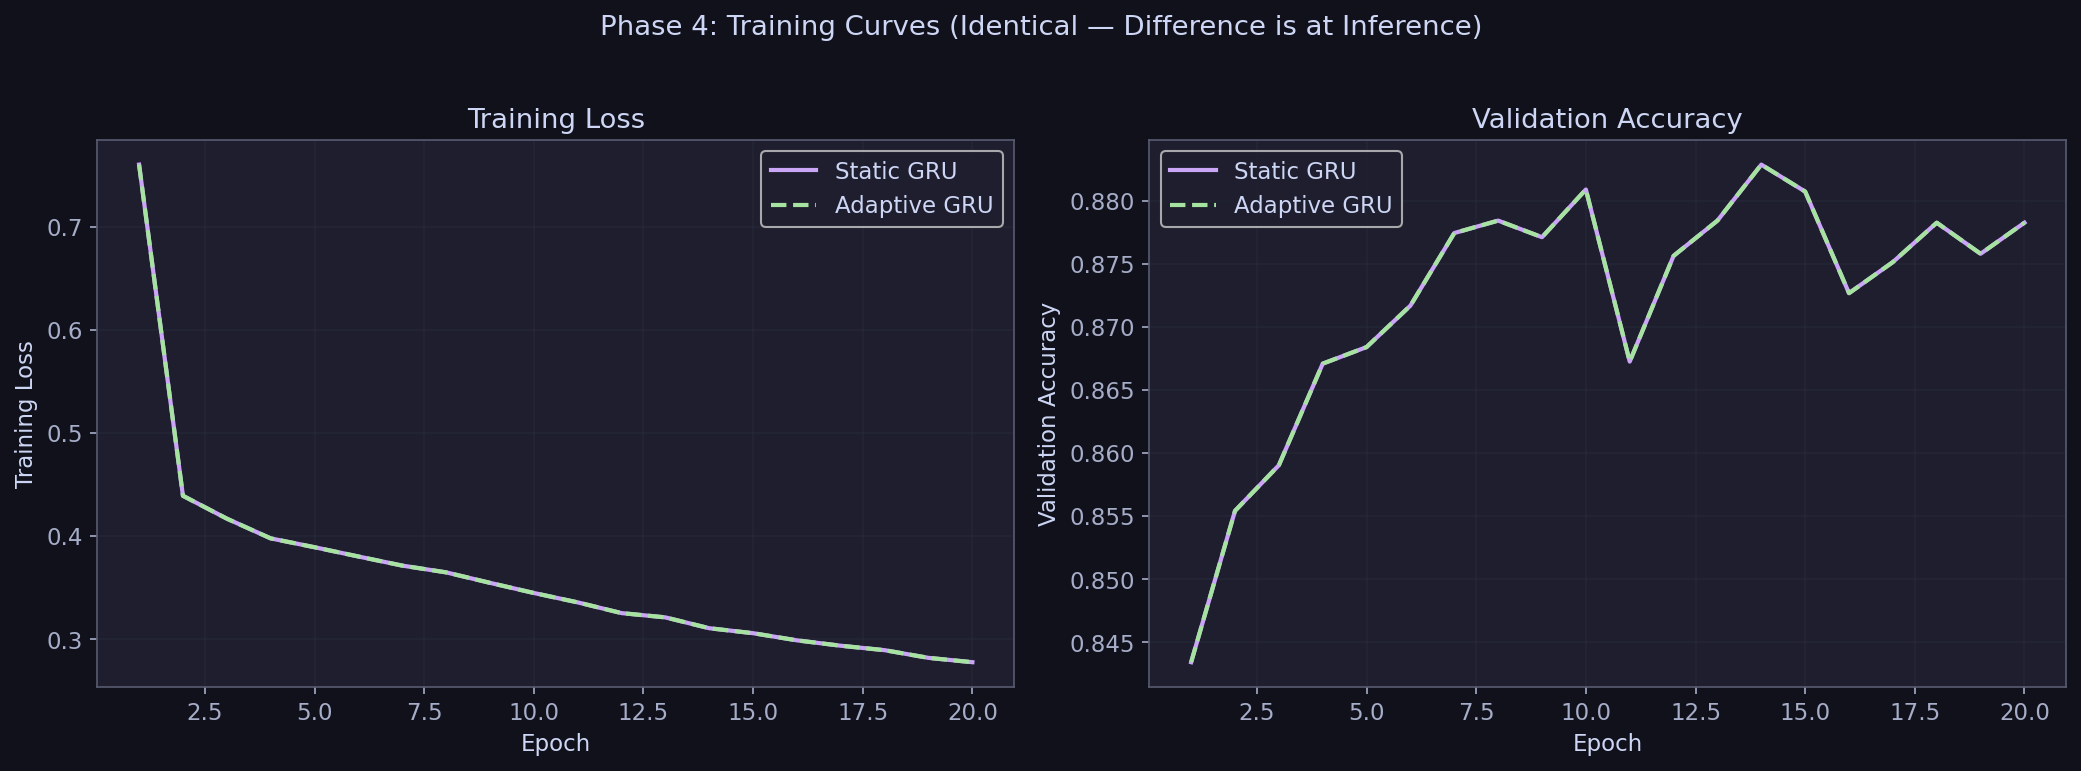 Phase 4: Training Curves (Identical — Difference is at Inference)
Training Loss
Static GRU
Adaptive GRU
Training Loss
0.7
0.6
0.5
0.4
0.3
2.5 5.0 7.5 10.0 12.5 15.0 17.5 20.0
Epoch
Validation Accuracy
Static GRU
Adaptive GRU
Validation Accuracy
0.880
0.875
0.870
0.865
0.860
0.855
0.850
0.845
2.5 5.0 7.5 10.0 12.5 15.0 17.5 20.0
Epoch